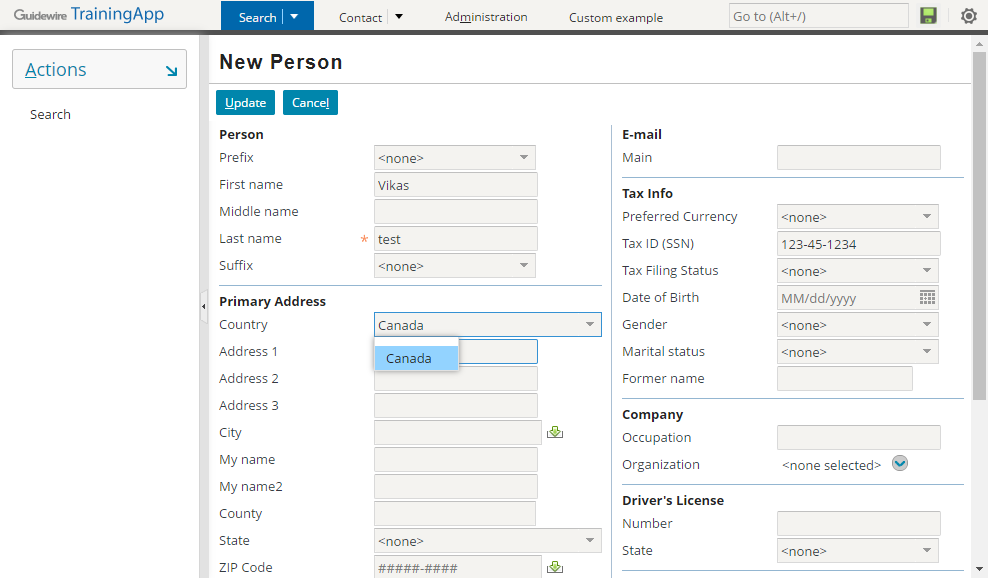 Guidewire TrainingApp
Search
Contact
Administration
Custom example
Go to (Alt+/)
Actions
Search
New Person
Update
Cancel
Person
Prefix
<none>
First name
Vikas
Middle name
Last name
* test
Suffix
<none>
Primary Address
Country
Canada
Canada
Address 1
Address 2
Address 3
City
My name
My name2
County
State
<none>
ZIP Code
#####-####
E-mail
Main
Tax Info
Preferred Currency
<none>
Tax ID (SSN)
123-45-1234
Tax Filing Status
<none>
Date of Birth
MM/dd/yyyy
Gender
<none>
Marital status
<none>
Former name
Company
Occupation
Organization
<none selected>
Driver's License
Number
State
<none>